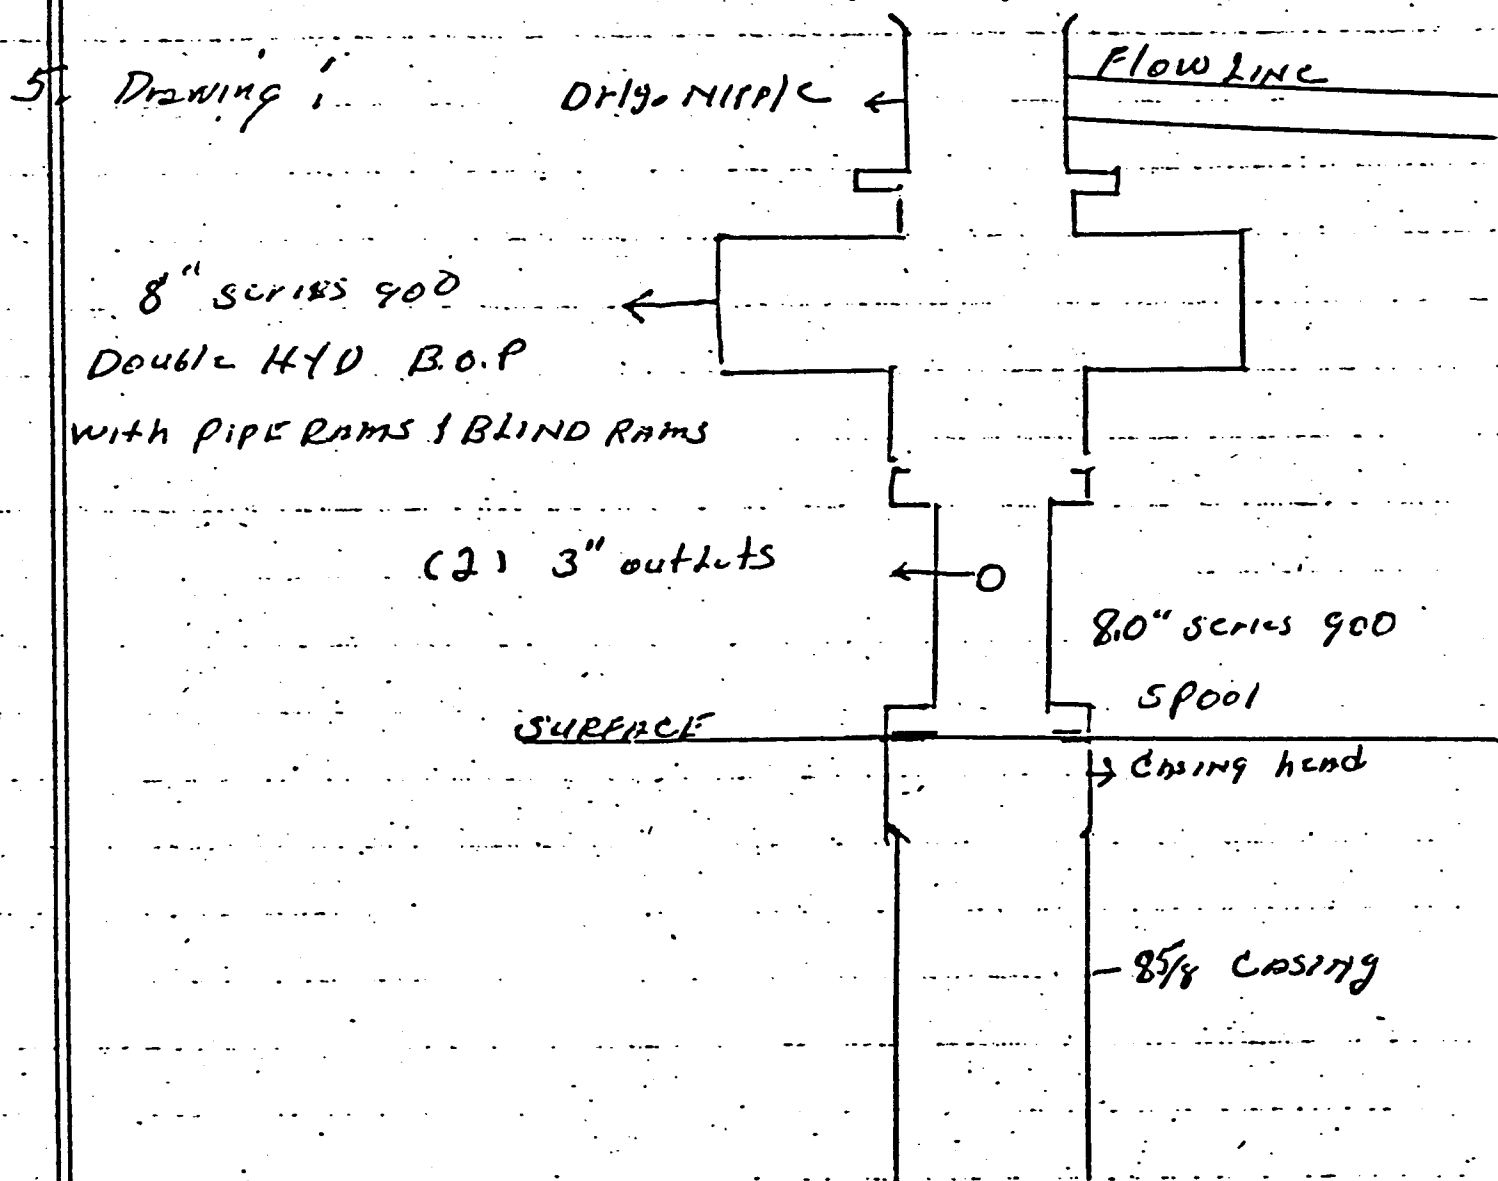 5. Drawing :
Drlg. Nipple
Flow Line
8" series 900
Double HYD B.O.P
with PIPE RAMS & BLIND RAMS
(2) 3" outlets
8.0" series 900
Spool
SURFACE
Casing head
8 5/8 Casing